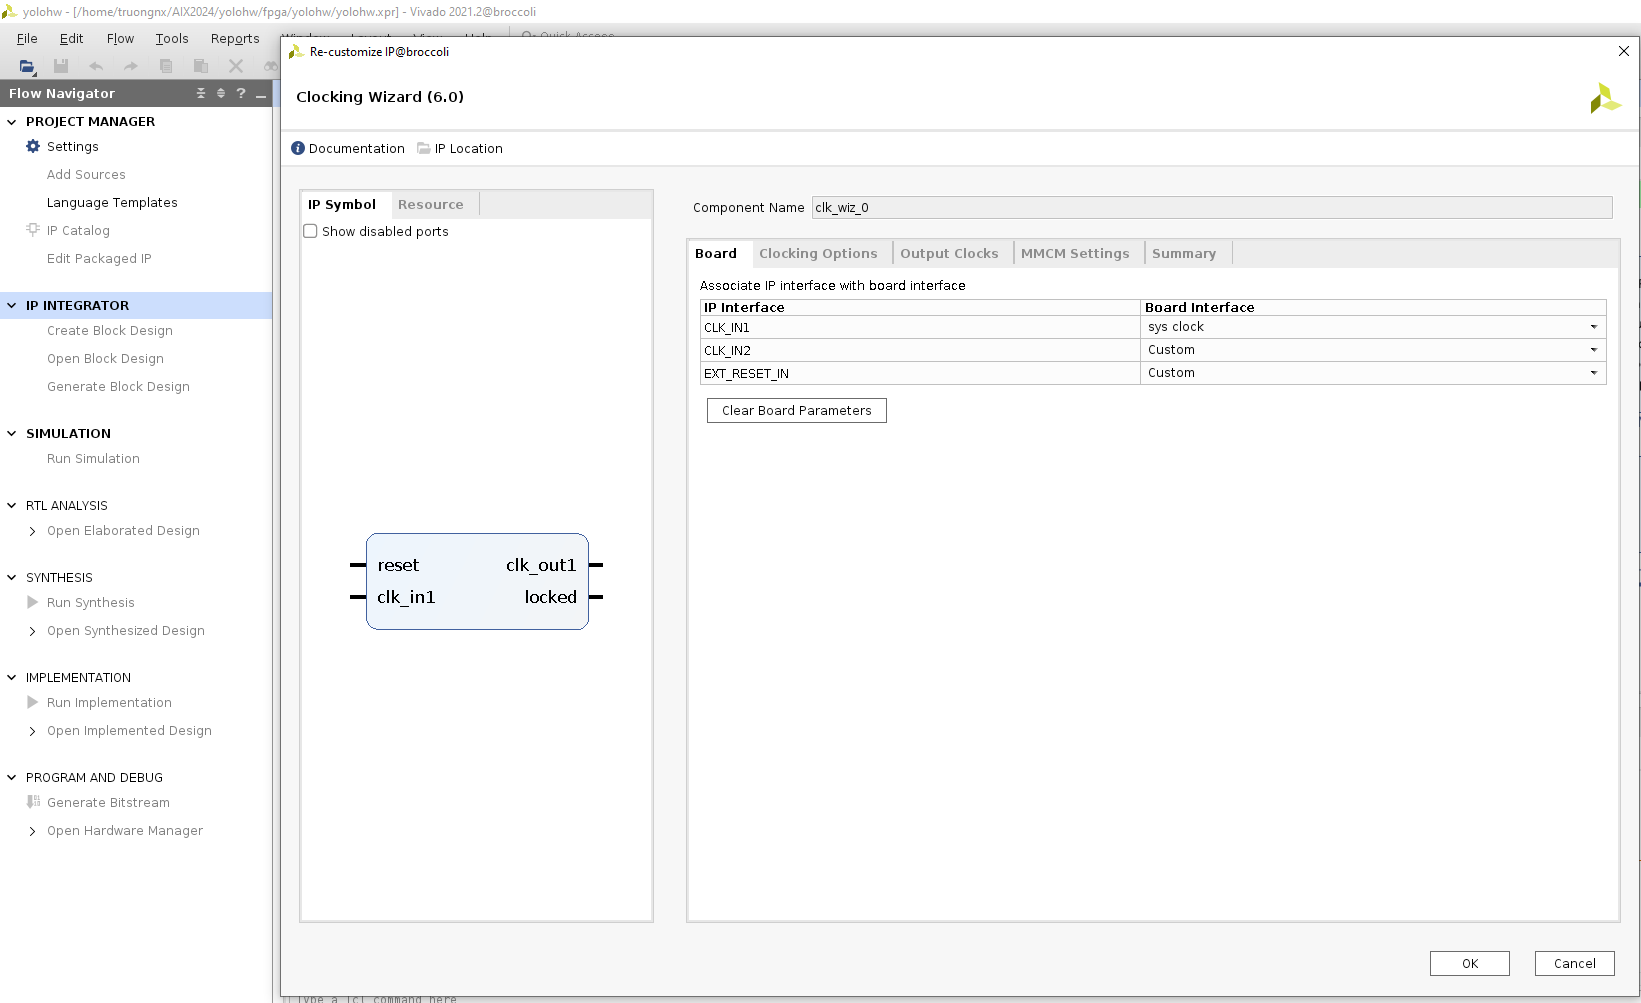 yolohw - [/home/truongnx/AIX2024/yolohw/fpga/yolohw/yolohw.xpr] - Vivado 2021.2@broccoli
File Edit Flow Tools Reports Window Layout View Help Quick Access
Re-customize IP@broccoli
Flow Navigator
PROJECT MANAGER
Settings
Add Sources
Language Templates
IP Catalog
Edit Packaged IP
IP INTEGRATOR
Create Block Design
Open Block Design
Generate Block Design
SIMULATION
Run Simulation
RTL ANALYSIS
Open Elaborated Design
SYNTHESIS
Run Synthesis
Open Synthesized Design
IMPLEMENTATION
Run Implementation
Open Implemented Design
PROGRAM AND DEBUG
Generate Bitstream
Open Hardware Manager
Clocking Wizard (6.0)
Documentation IP Location
IP Symbol Resource
Show disabled ports
reset clk_out1
clk_in1 locked
Component Name clk_wiz_0
Board Clocking Options Output Clocks MMCM Settings Summary
Associate IP interface with board interface
IP Interface Board Interface
CLK_IN1 sys clock
CLK_IN2 Custom
EXT_RESET_IN Custom
Clear Board Parameters
OK Cancel
Type a Tcl command here